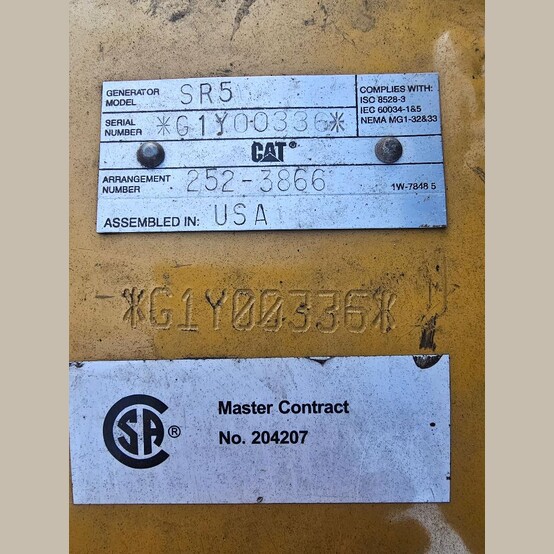 GENERATOR MODEL SR5
SERIAL NUMBER *G1Y00336*
COMPLIES WITH:
ISO 8528-3
IEC 60034-1&5
NEMA MG1-32&33
CAT®
ARRANGEMENT NUMBER 252-3866
1W-7848 5
ASSEMBLED IN: USA
*G1Y00336*
CSA®
Master Contract
No. 204207